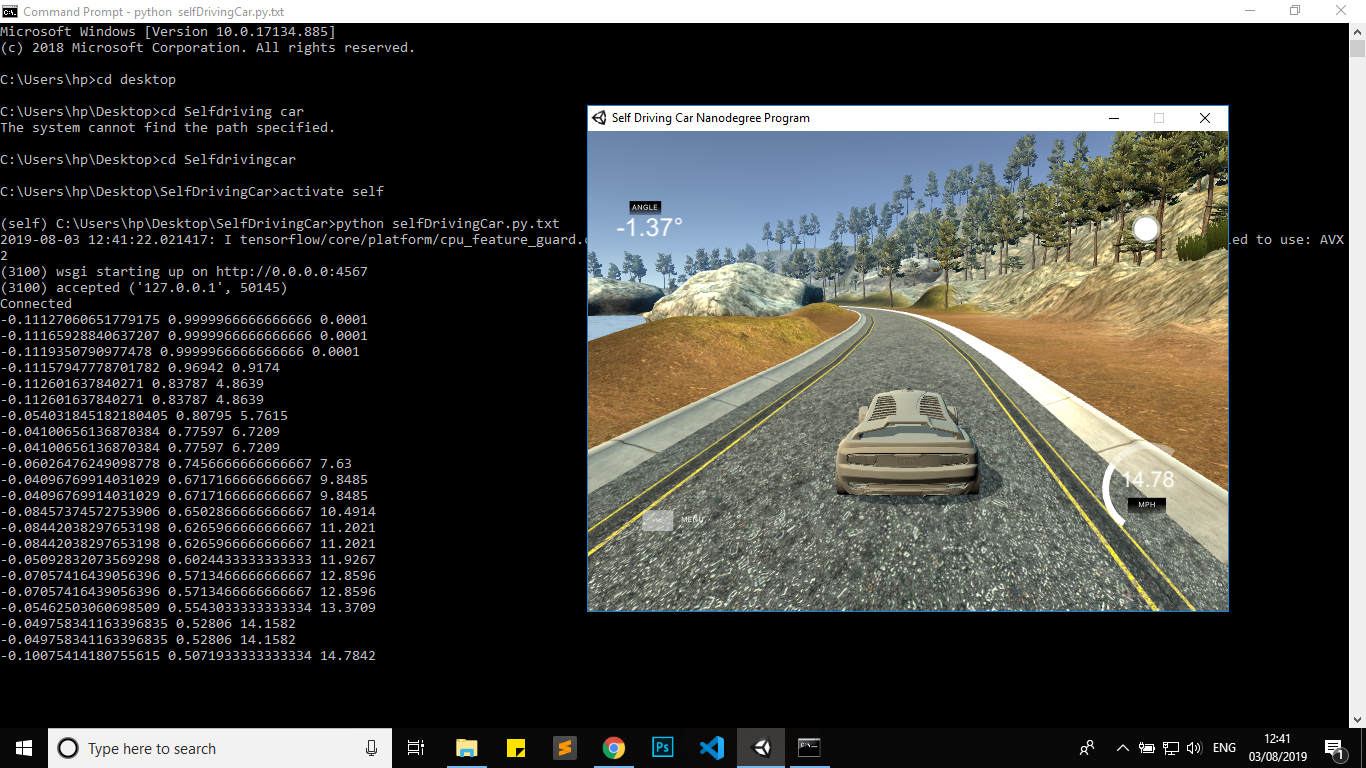 Command Prompt - python selfDrivingCar.py.txt
Microsoft Windows [Version 10.0.17134.885]
(c) 2018 Microsoft Corporation. All rights reserved.
C:\Users\hp>cd desktop
C:\Users\hp\Desktop>cd Selfdriving car
The system cannot find the path specified.
C:\Users\hp\Desktop>cd Selfdrivingcar
C:\Users\hp\Desktop\SelfDrivingCar>activate self
(self) C:\Users\hp\Desktop\SelfDrivingCar>python selfDrivingCar.py.txt
2019-08-03 12:41:22.021417: I tensorflow/core/platform/cpu_feature_guard. ed to use: AVX
2
(3100) wsgi starting up on http://0.0.0.0:4567
(3100) accepted ('127.0.0.1', 50145)
Connected
-0.11127060651779175 0.9999966666666666 0.0001
-0.11165928840637207 0.9999966666666666 0.0001
-0.1119350790977478 0.9999966666666666 0.0001
-0.11157947778701782 0.96942 0.9174
-0.112601637840271 0.83787 4.8639
-0.112601637840271 0.83787 4.8639
-0.054031845182180405 0.80795 5.7615
-0.04100656136870384 0.77597 6.7209
-0.04100656136870384 0.77597 6.7209
-0.06026476249098778 0.7456666666666667 7.63
-0.04096769914031029 0.6717166666666667 9.8485
-0.04096769914031029 0.6717166666666667 9.8485
-0.08457374572753906 0.6502866666666667 10.4914
-0.08442038297653198 0.6265966666666667 11.2021
-0.08442038297653198 0.6265966666666667 11.2021
-0.05092832073569298 0.6024433333333333 11.9267
-0.07057416439056396 0.5713466666666667 12.8596
-0.07057416439056396 0.5713466666666667 12.8596
-0.05462503060698509 0.5543033333333334 13.3709
-0.049758341163396835 0.52806 14.1582
-0.049758341163396835 0.52806 14.1582
-0.10075414180755615 0.5071933333333334 14.7842
Self Driving Car Nanodegree Program
ANGLE
-1.37°
14.78
MPH
MENU
Type here to search
Ps
ENG
12:41
03/08/2019
1